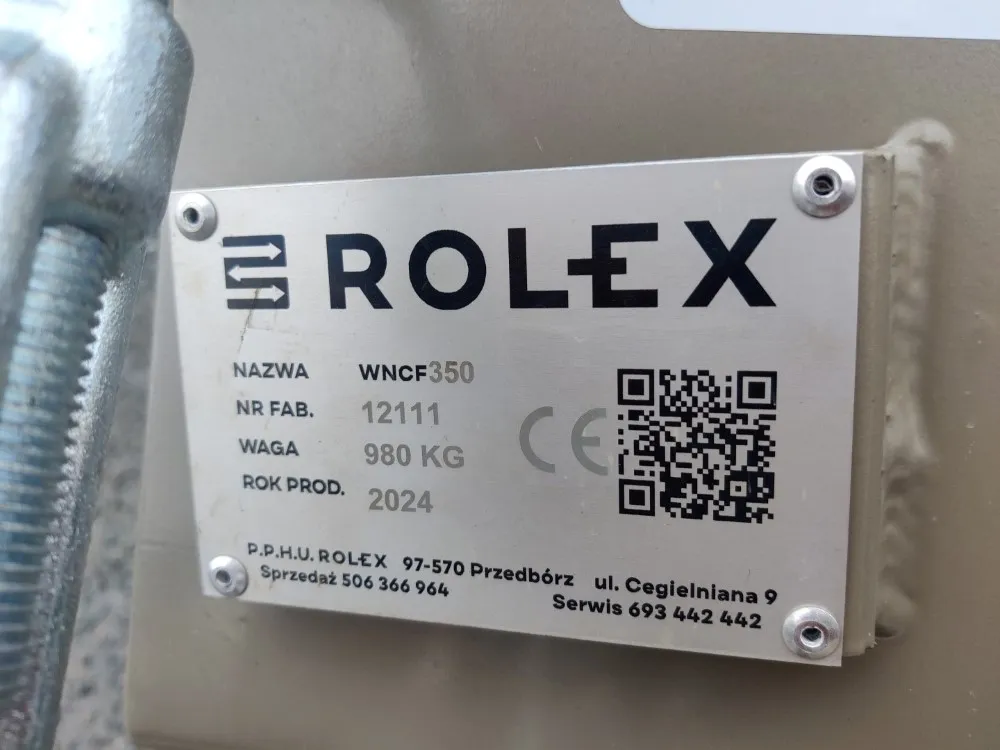 ROLEX
NAZWA WNCF350
NR FAB. 12111
WAGA 980 KG
ROK PROD. 2024
CE
P.P.H.U. ROLEX 97-570 Przedbórz ul. Cegielniana 9
Sprzedaż 506 366 964 Serwis 693 442 442